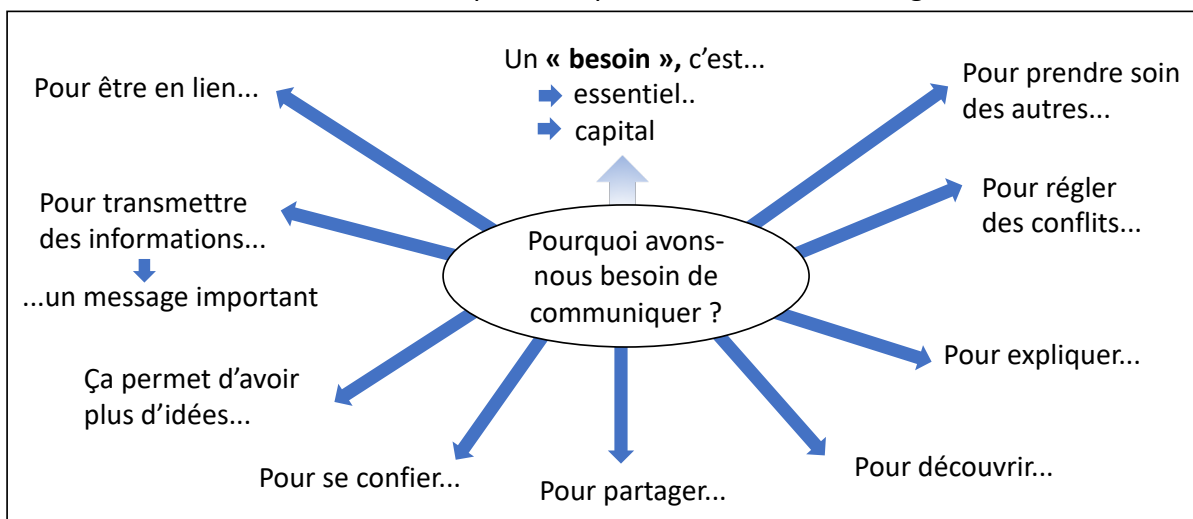 Un « besoin », c'est...
essentiel..
capital
Pour être en lien...
Pour prendre soin
des autres...
Pour transmettre
des informations...
...un message important
Pour régler
des conflits...
Pourquoi avons-
nous besoin de
communiquer ?
Ça permet d'avoir
plus d'idées...
Pour expliquer...
Pour se confier...
Pour partager...
Pour découvrir...